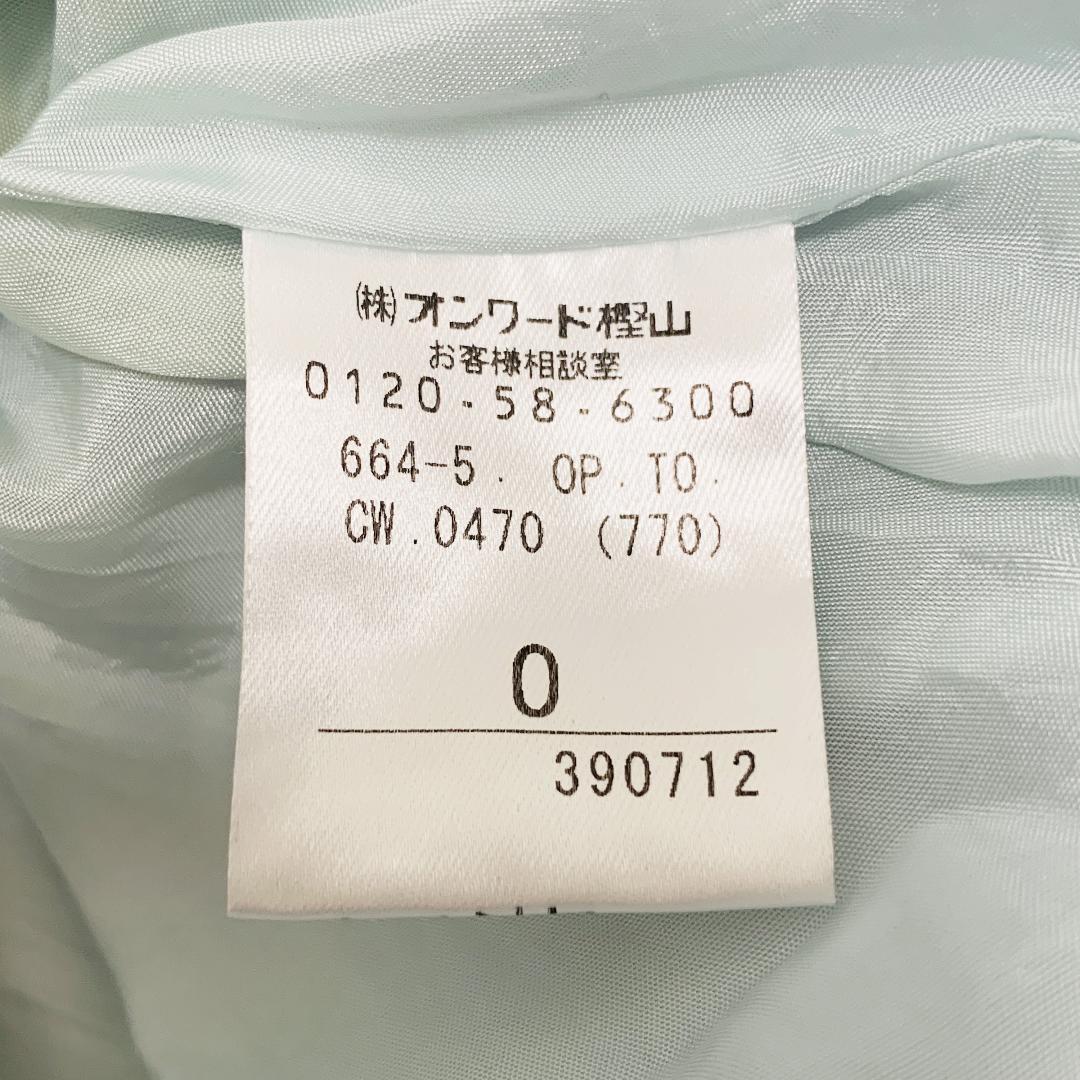 (株)オンワード樫山
お客様相談室
0120-58-6300
664-5. OP.TO.
CW.0470 (770)
0
390712